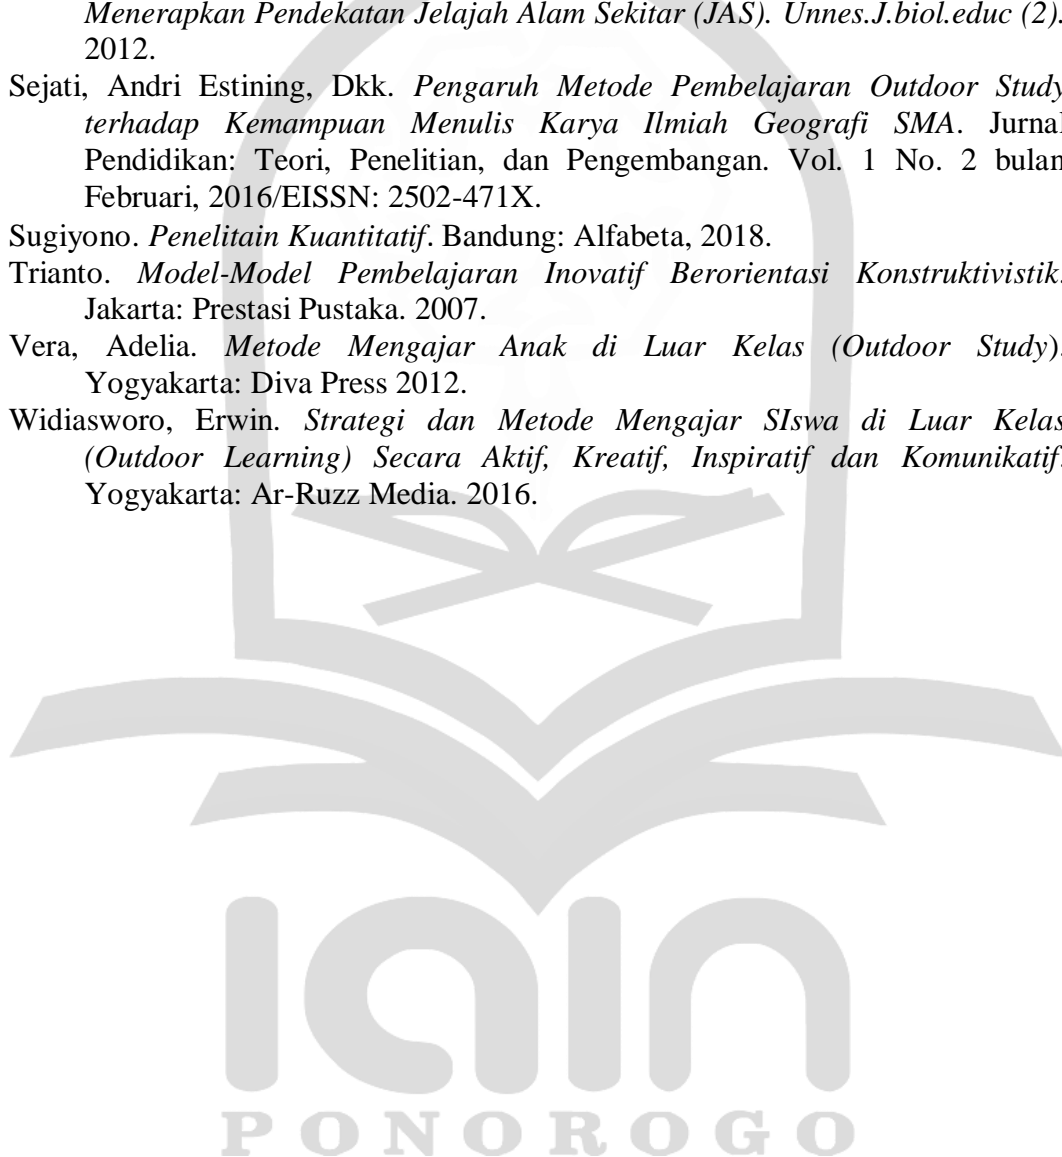 Menerapkan Pendekatan Jelajah Alam Sekitar (JAS). Unnes.J.biol.educ (2).
2012.
Sejati, Andri Estining, Dkk. Pengaruh Metode Pembelajaran Outdoor Study
terhadap Kemampuan Menulis Karya Ilmiah Geografi SMA. Jurnal
Pendidikan: Teori, Penelitian, dan Pengembangan. Vol. 1 No. 2 bulan
Februari, 2016/EISSN: 2502-471X.
Sugiyono. Penelitain Kuantitatif. Bandung: Alfabeta, 2018.
Trianto. Model-Model Pembelajaran Inovatif Berorientasi Konstruktivistik.
Jakarta: Prestasi Pustaka. 2007.
Vera, Adelia. Metode Mengajar Anak di Luar Kelas (Outdoor Study).
Yogyakarta: Diva Press 2012.
Widiasworo, Erwin. Strategi dan Metode Mengajar SIswa di Luar Kelas
(Outdoor Learning) Secara Aktif, Kreatif, Inspiratif dan Komunikatif.
Yogyakarta: Ar-Ruzz Media. 2016.
iain
PONOROGO